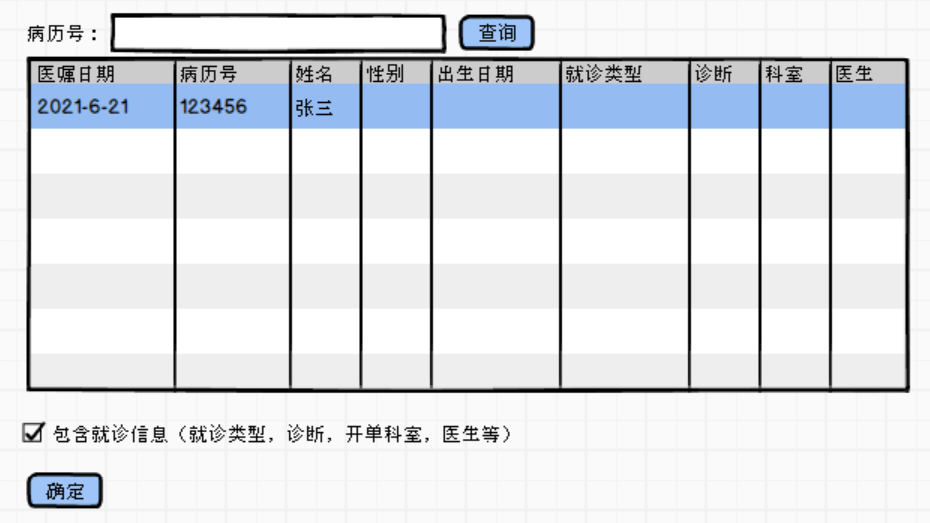 病历号： 查询
医嘱日期 病历号 姓名 性别 出生日期 就诊类型 诊断 科室 医生
2021-6-21 123456 张三
包含就诊信息（就诊类型，诊断，开单科室，医生等）
确定